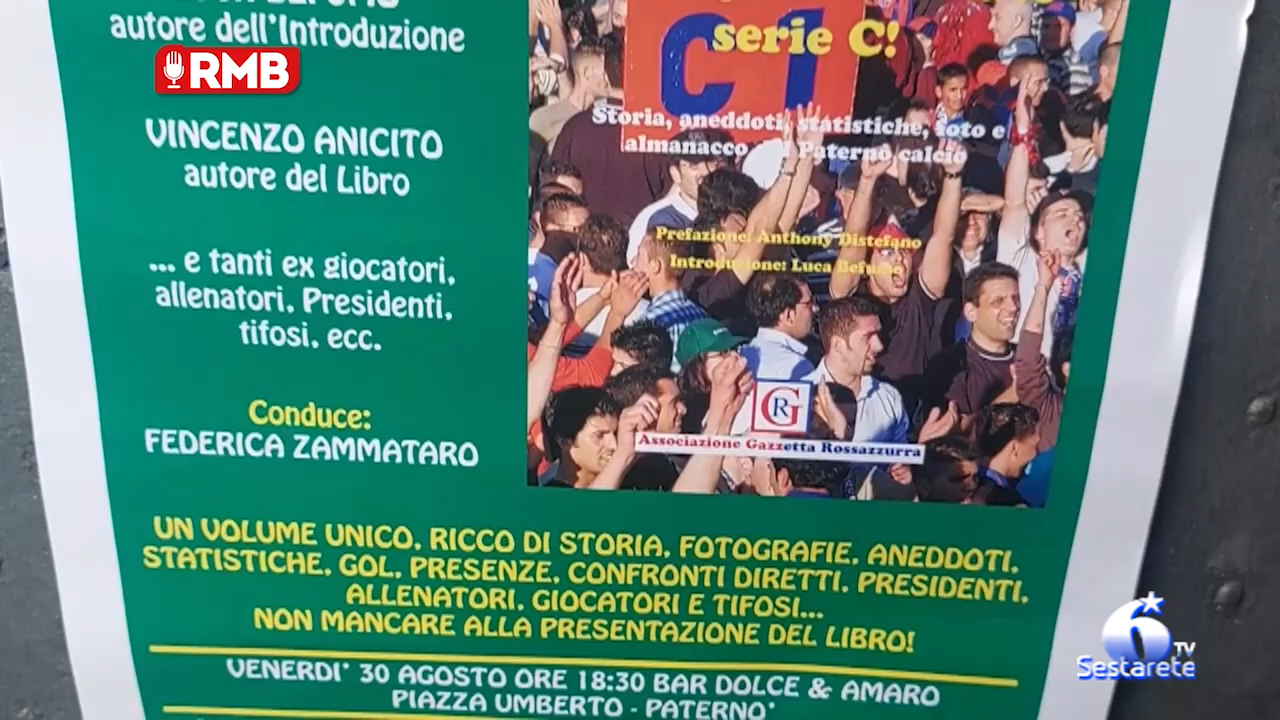 autore dell'Introduzione
RMB
VINCENZO ANICITO
autore del Libro
... e tanti ex giocatori,
allenatori, Presidenti,
tifosi, ecc.
Conduce:
FEDERICA ZAMMATARO
serie C!
C1
Storia, aneddoti, statistiche, foto e
almanacco del Paternò calcio
Prefazione: Anthony Distefano
Introduzione: Luca Befumo
GR
Associazione Gazzetta Rossazzurra
UN VOLUME UNICO, RICCO DI STORIA, FOTOGRAFIE, ANEDDOTI,
STATISTICHE, GOL, PRESENZE, CONFRONTI DIRETTI, PRESIDENTI,
ALLENATORI, GIOCATORI E TIFOSI...
NON MANCARE ALLA PRESENTAZIONE DEL LIBRO!
VENERDI' 30 AGOSTO ORE 18:30 BAR DOLCE & AMARO
PIAZZA UMBERTO - PATERNO'
6 TV
Sestarete